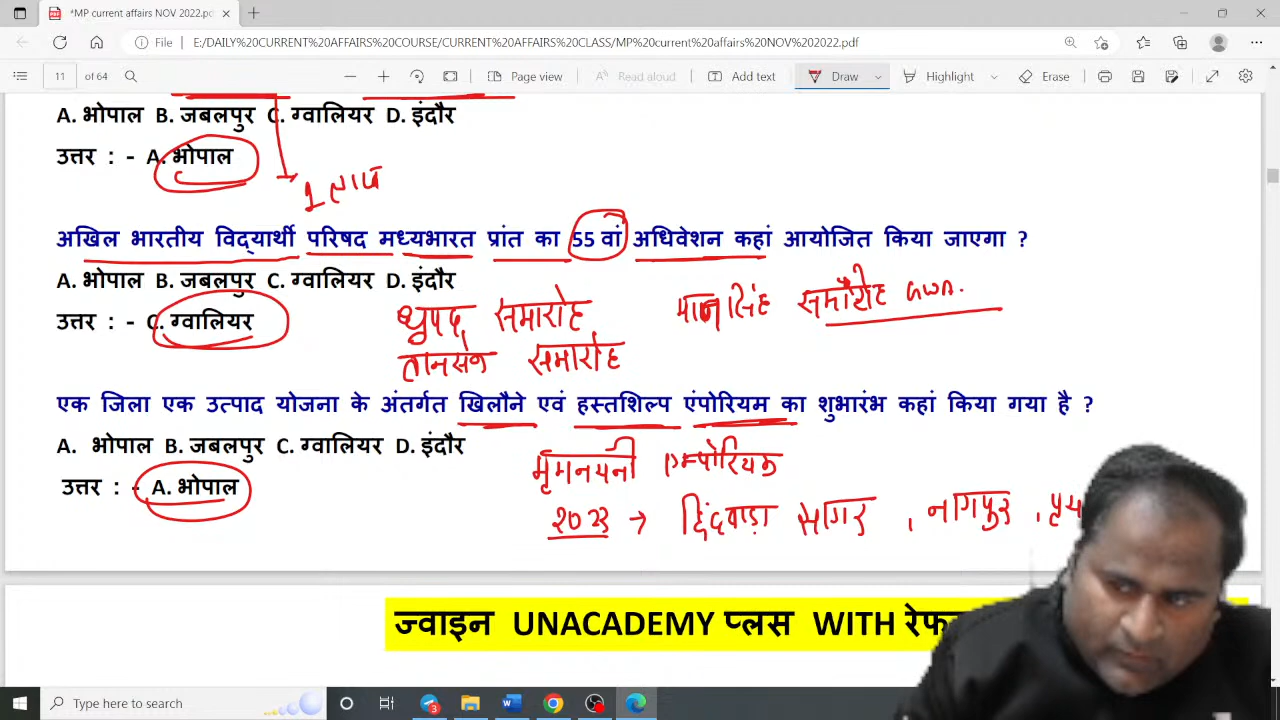 *MP current affairs NOV 2022.pd
File E:/DAILY%20CURRENT%20AFFAIRS%20COURSE/CURRENT%20AFFAIRS%20CLASS/MP%20current%20affairs%20NOV%202022.pdf
11 of 64 Page view Read aloud Add text Draw Highlight Erase
A. भोपाल B. जबलपुर C. ग्वालियर D. इंदौर
उत्तर : - A. भोपाल
1 लाख
अखिल भारतीय विद्यार्थी परिषद मध्यभारत प्रांत का 55 वां अधिवेशन कहां आयोजित किया जाएगा ?
A. भोपाल B. जबलपुर C. ग्वालियर D. इंदौर
उत्तर : - C. ग्वालियर
ध्रुपद समारोह मानसिंह समारोह
तानसेन समारोह
एक जिला एक उत्पाद योजना के अंतर्गत खिलौने एवं हस्तशिल्प एंपोरियम का शुभारंभ कहां किया गया है ?
A. भोपाल B. जबलपुर C. ग्वालियर D. इंदौर
मृगनयनी एम्पोरियम
उत्तर : - A. भोपाल
२०२२ → छिंदवाड़ा सागर , नागपुर ,
ज्वाइन UNACADEMY प्लस WITH
Type here to search
3